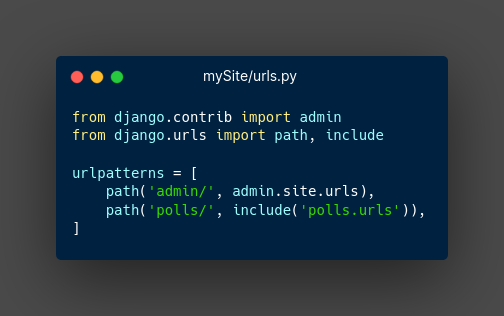 mySite/urls.py
from django.contrib import admin
from django.urls import path, include
urlpatterns = [
    path('admin/', admin.site.urls),
    path('polls/', include('polls.urls')),
]